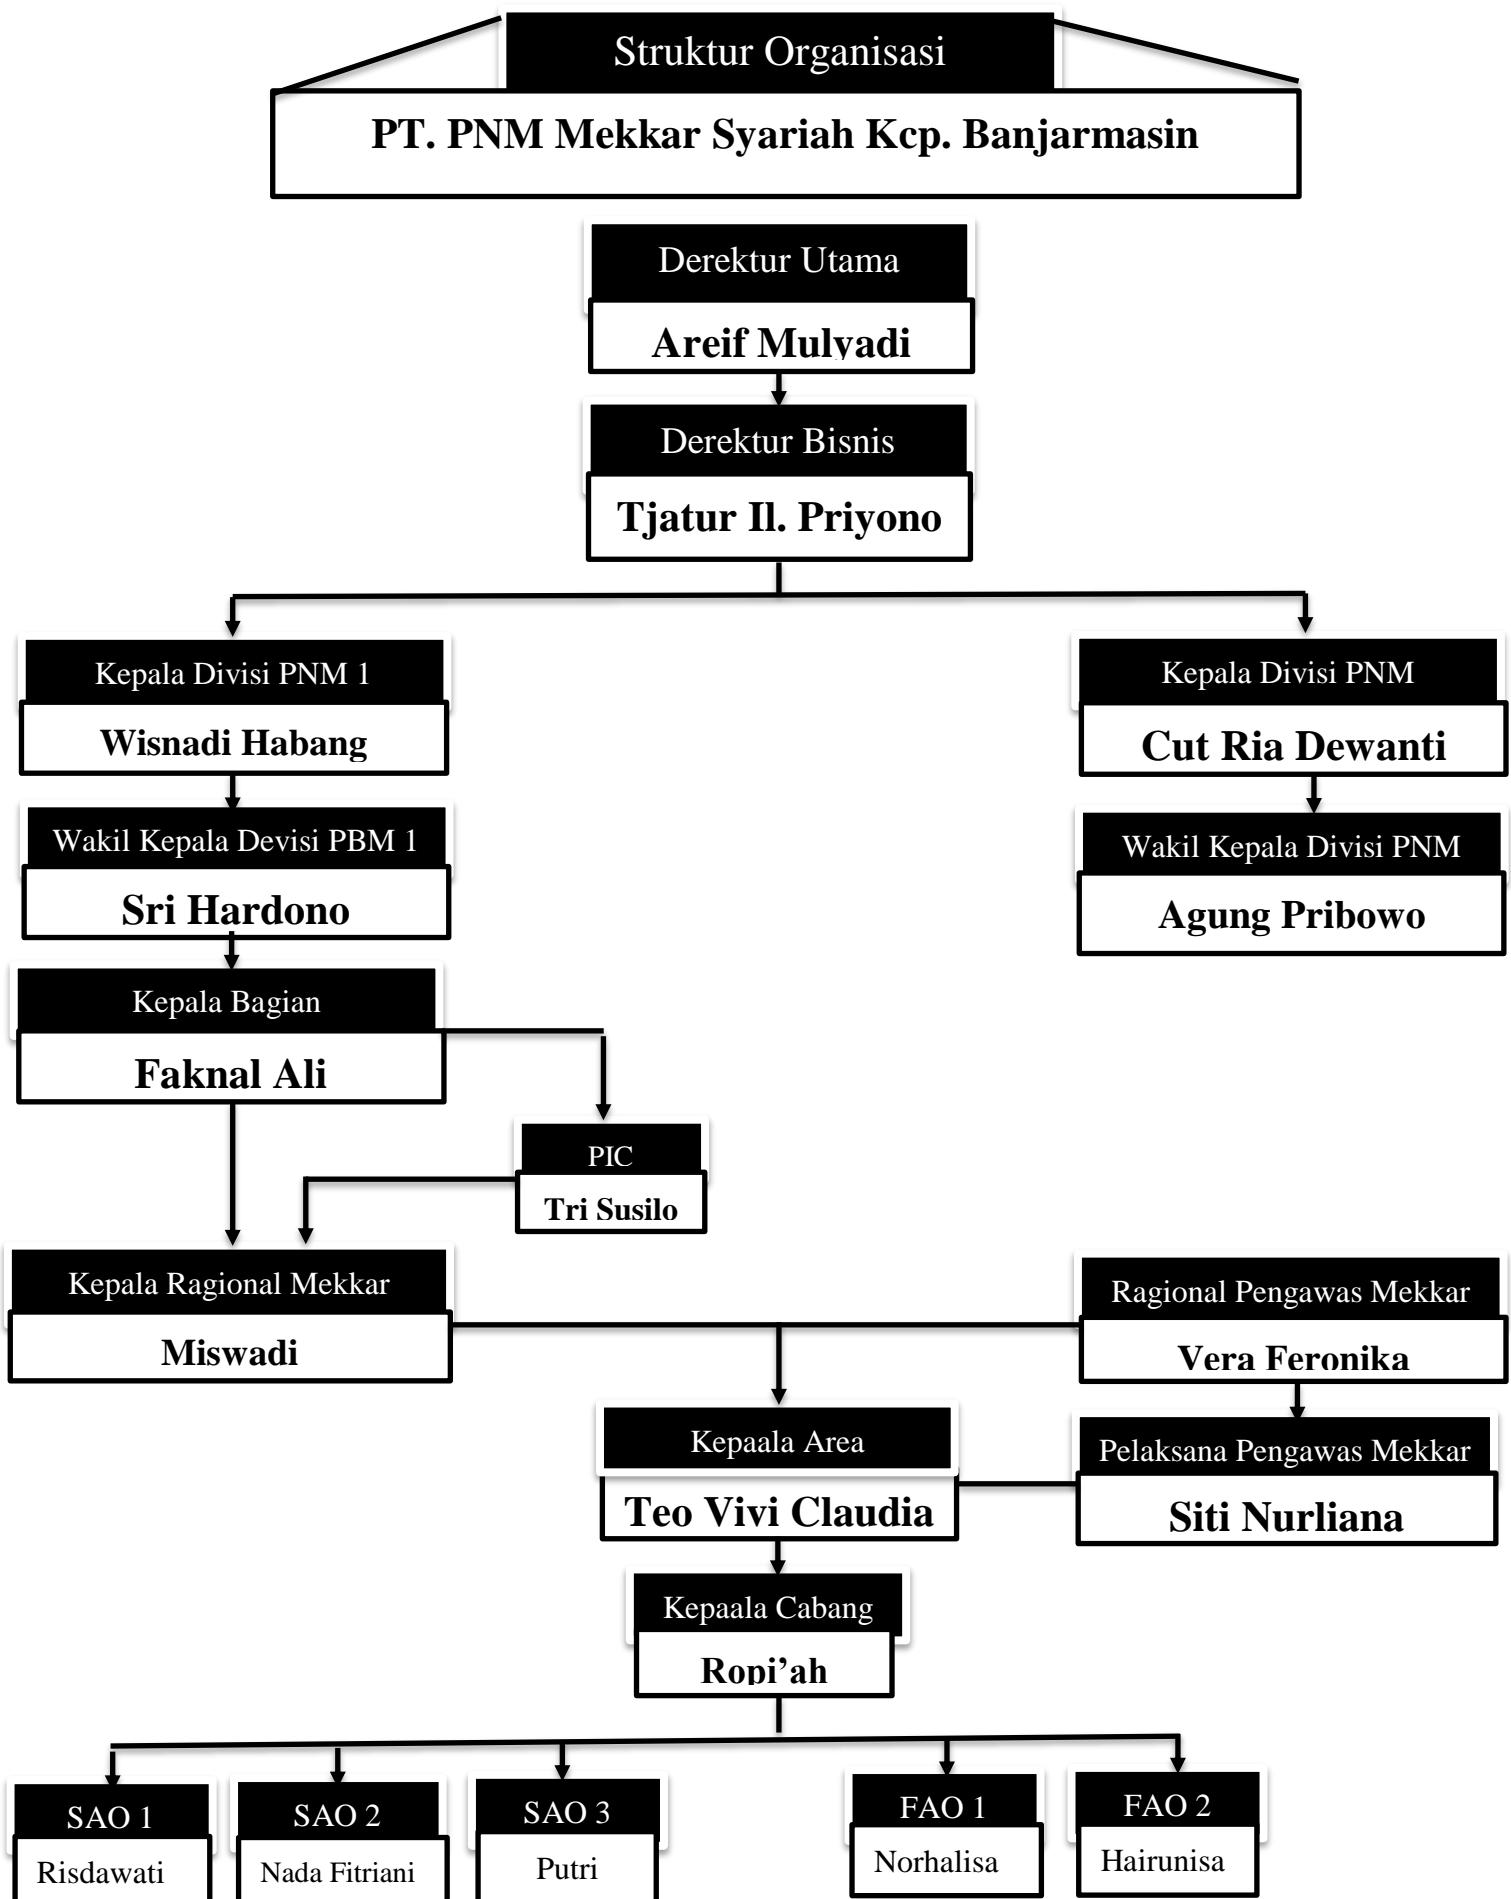 Struktur Organisasi
PT. PNM Mekkar Syariah Kcp. Banjarmasin
Derektur Utama
Areif Mulyadi
Derektur Bisnis
Tjatur Il. Priyono
Kepala Divisi PNM 1
Wisnadi Habang
Kepala Divisi PNM
Cut Ria Dewanti
Wakil Kepala Devisi PBM 1
Sri Hardono
Wakil Kepala Divisi PNM
Agung Pribowo
Kepala Bagian
Faknal Ali
PIC
Tri Susilo
Kepala Ragional Mekkar
Miswadi
Ragional Pengawas Mekkar
Vera Feronika
Kepaala Area
Teo Vivi Claudia
Pelaksana Pengawas Mekkar
Siti Nurliana
Kepaala Cabang
Ropi’ah
SAO 1
Risdawati
SAO 2
Nada Fitriani
SAO 3
Putri
FAO 1
Norhalisa
FAO 2
Hairunisa